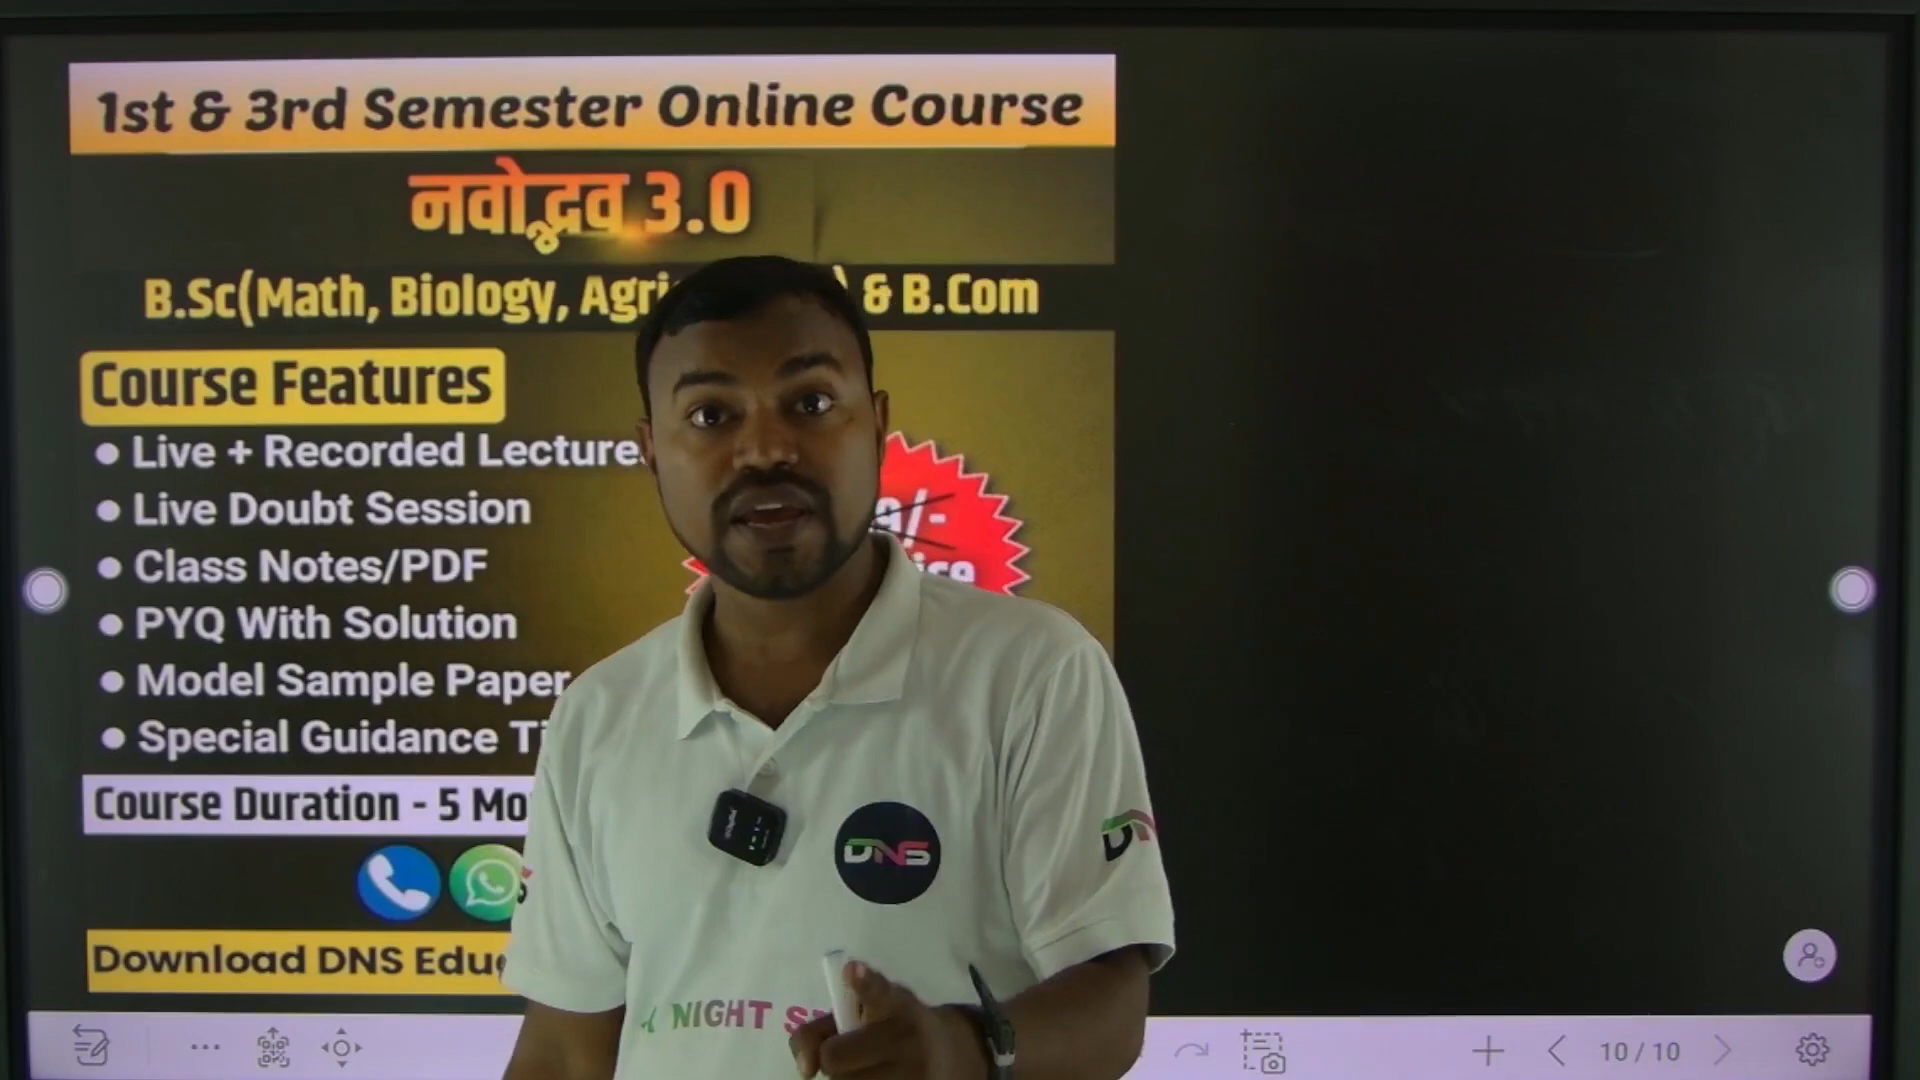 1st & 3rd Semester Online Course
नवोद्भव 3.0
B.Sc(Math, Biology, & B.Com
Course Features
● Live + Recorded
● Live Doubt Session
● Class Notes/PDF
● PYQ With Solution
● Model Sample Paper
● Special Guidance
Course Duration - 5
Download DNS
DNS
NIGHT
10 / 10